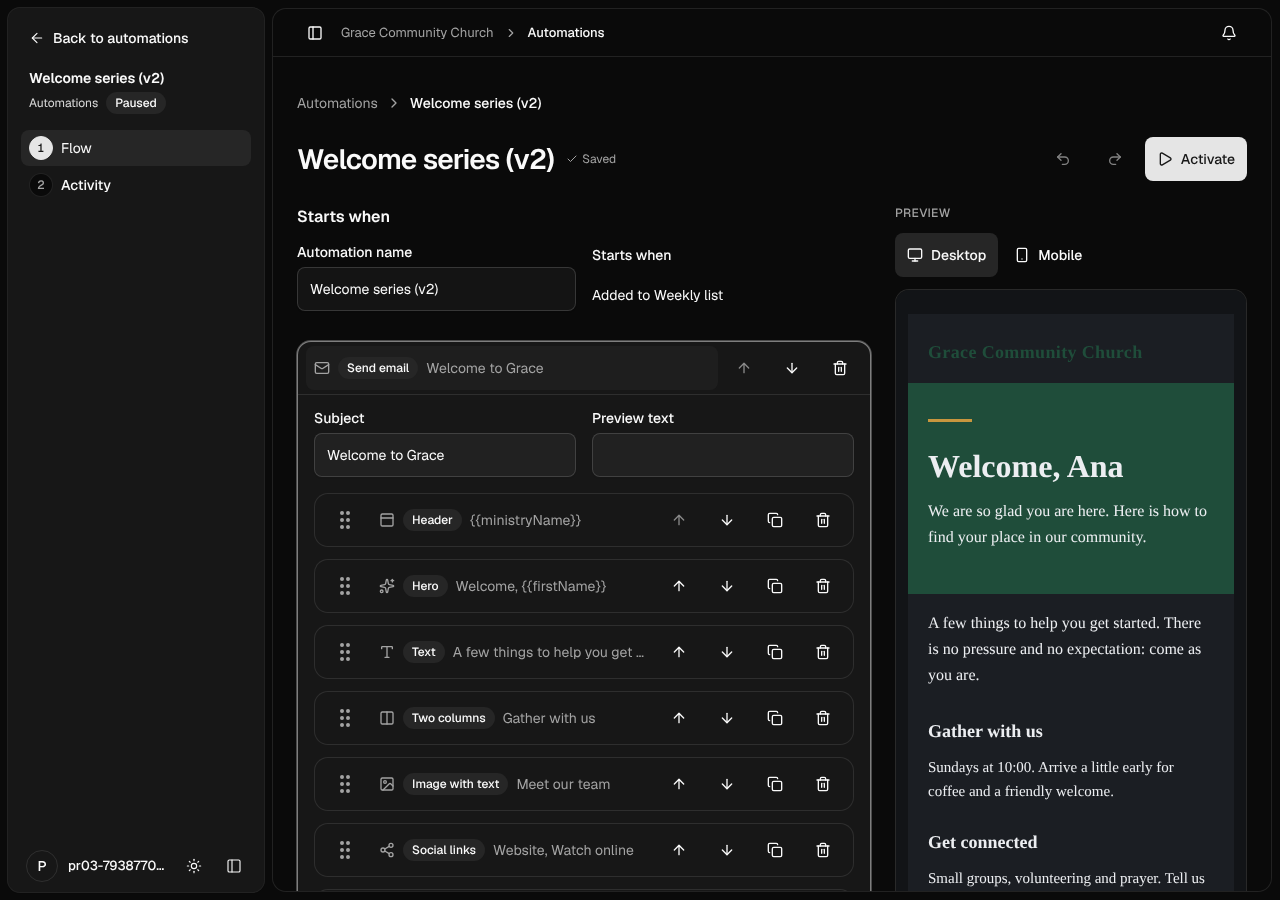 Back to automations
Welcome series (v2)
Automations Paused
1 Flow
2 Activity
P pr03-7938770...
Grace Community Church > Automations
Automations > Welcome series (v2)
Welcome series (v2) Saved
Activate
Starts when
Automation name
Welcome series (v2)
Starts when
Added to Weekly list
Send email Welcome to Grace
Subject
Welcome to Grace
Preview text
Header {{ministryName}}
Hero Welcome, {{firstName}}
Text A few things to help you get ...
Two columns Gather with us
Image with text Meet our team
Social links Website, Watch online
PREVIEW
Desktop Mobile
Grace Community Church
Welcome, Ana
We are so glad you are here. Here is how to
find your place in our community.
A few things to help you get started. There
is no pressure and no expectation: come as
you are.
Gather with us
Sundays at 10:00. Arrive a little early for
coffee and a friendly welcome.
Get connected
Small groups, volunteering and prayer. Tell us